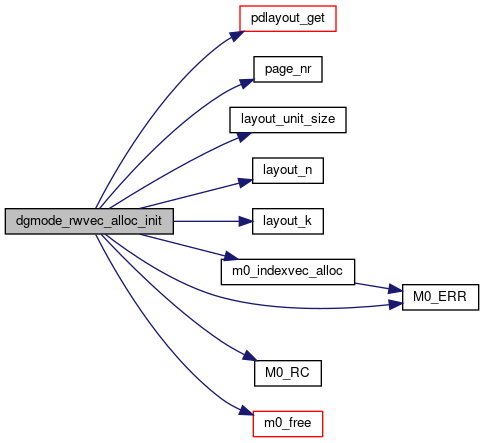 pdlayout_get
page_nr
layout_unit_size
layout_n
dgmode_rwvec_alloc_init
layout_k
m0_indexvec_alloc
M0_ERR
M0_RC
m0_free